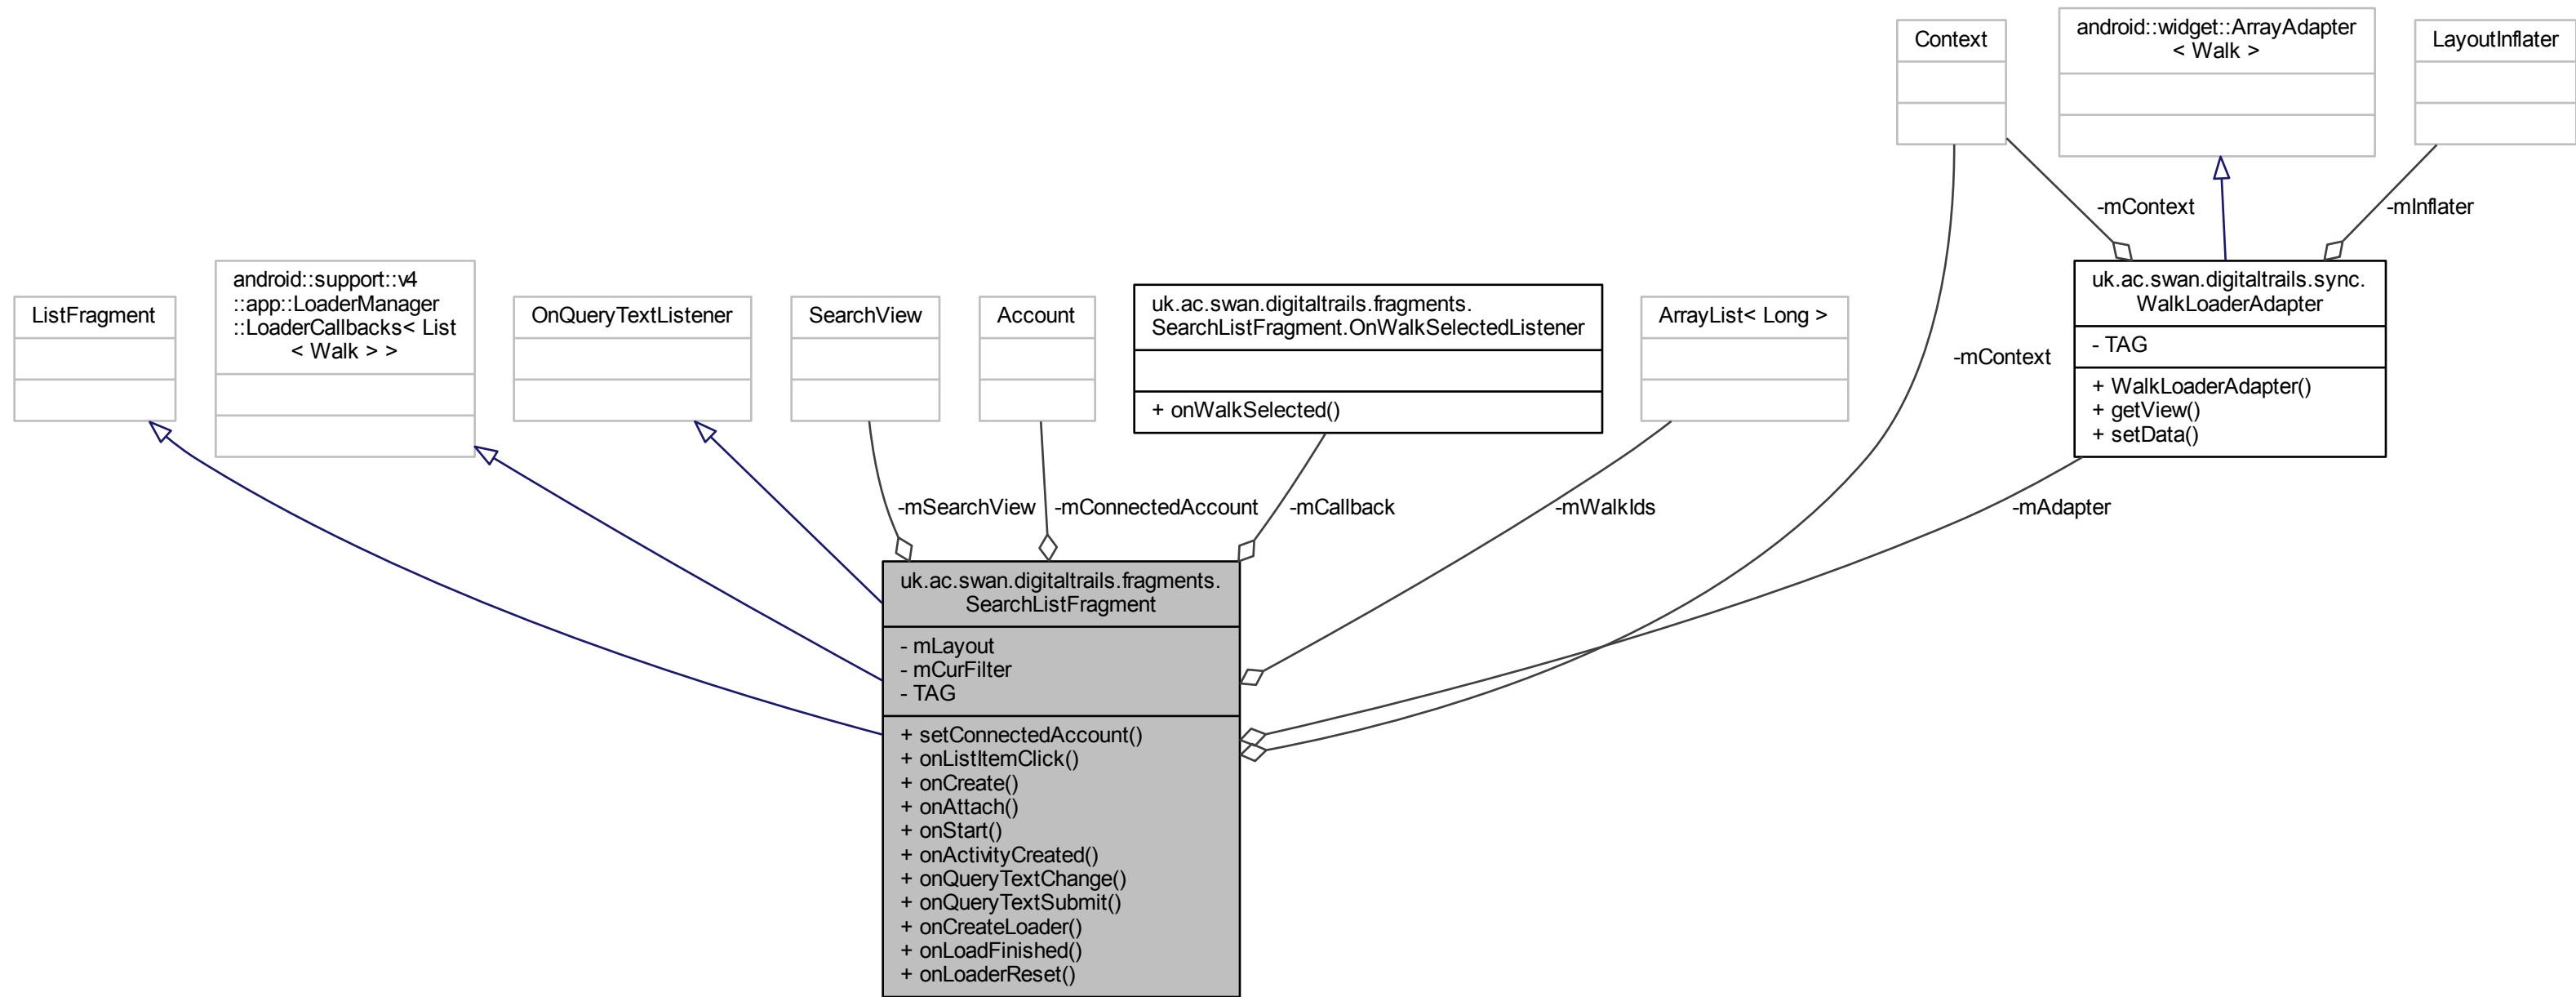 Context
android::widget::ArrayAdapter
< Walk >
LayoutInflater
-mContext
-mInflater
ListFragment
android::support::v4
::app::LoaderManager
::LoaderCallbacks< List
< Walk > >
OnQueryTextListener
SearchView
Account
uk.ac.swan.digitaltrails.fragments.
SearchListFragment.OnWalkSelectedListener
+ onWalkSelected()
ArrayList< Long >
-mContext
uk.ac.swan.digitaltrails.sync.
WalkLoaderAdapter
- TAG
+ WalkLoaderAdapter()
+ getView()
+ setData()
-mSearchView
-mConnectedAccount
-mCallback
-mWalkIds
-mAdapter
uk.ac.swan.digitaltrails.fragments.
SearchListFragment
- mLayout
- mCurFilter
- TAG
+ setConnectedAccount()
+ onListItemClick()
+ onCreate()
+ onAttach()
+ onStart()
+ onActivityCreated()
+ onQueryTextChange()
+ onQueryTextSubmit()
+ onCreateLoader()
+ onLoadFinished()
+ onLoaderReset()